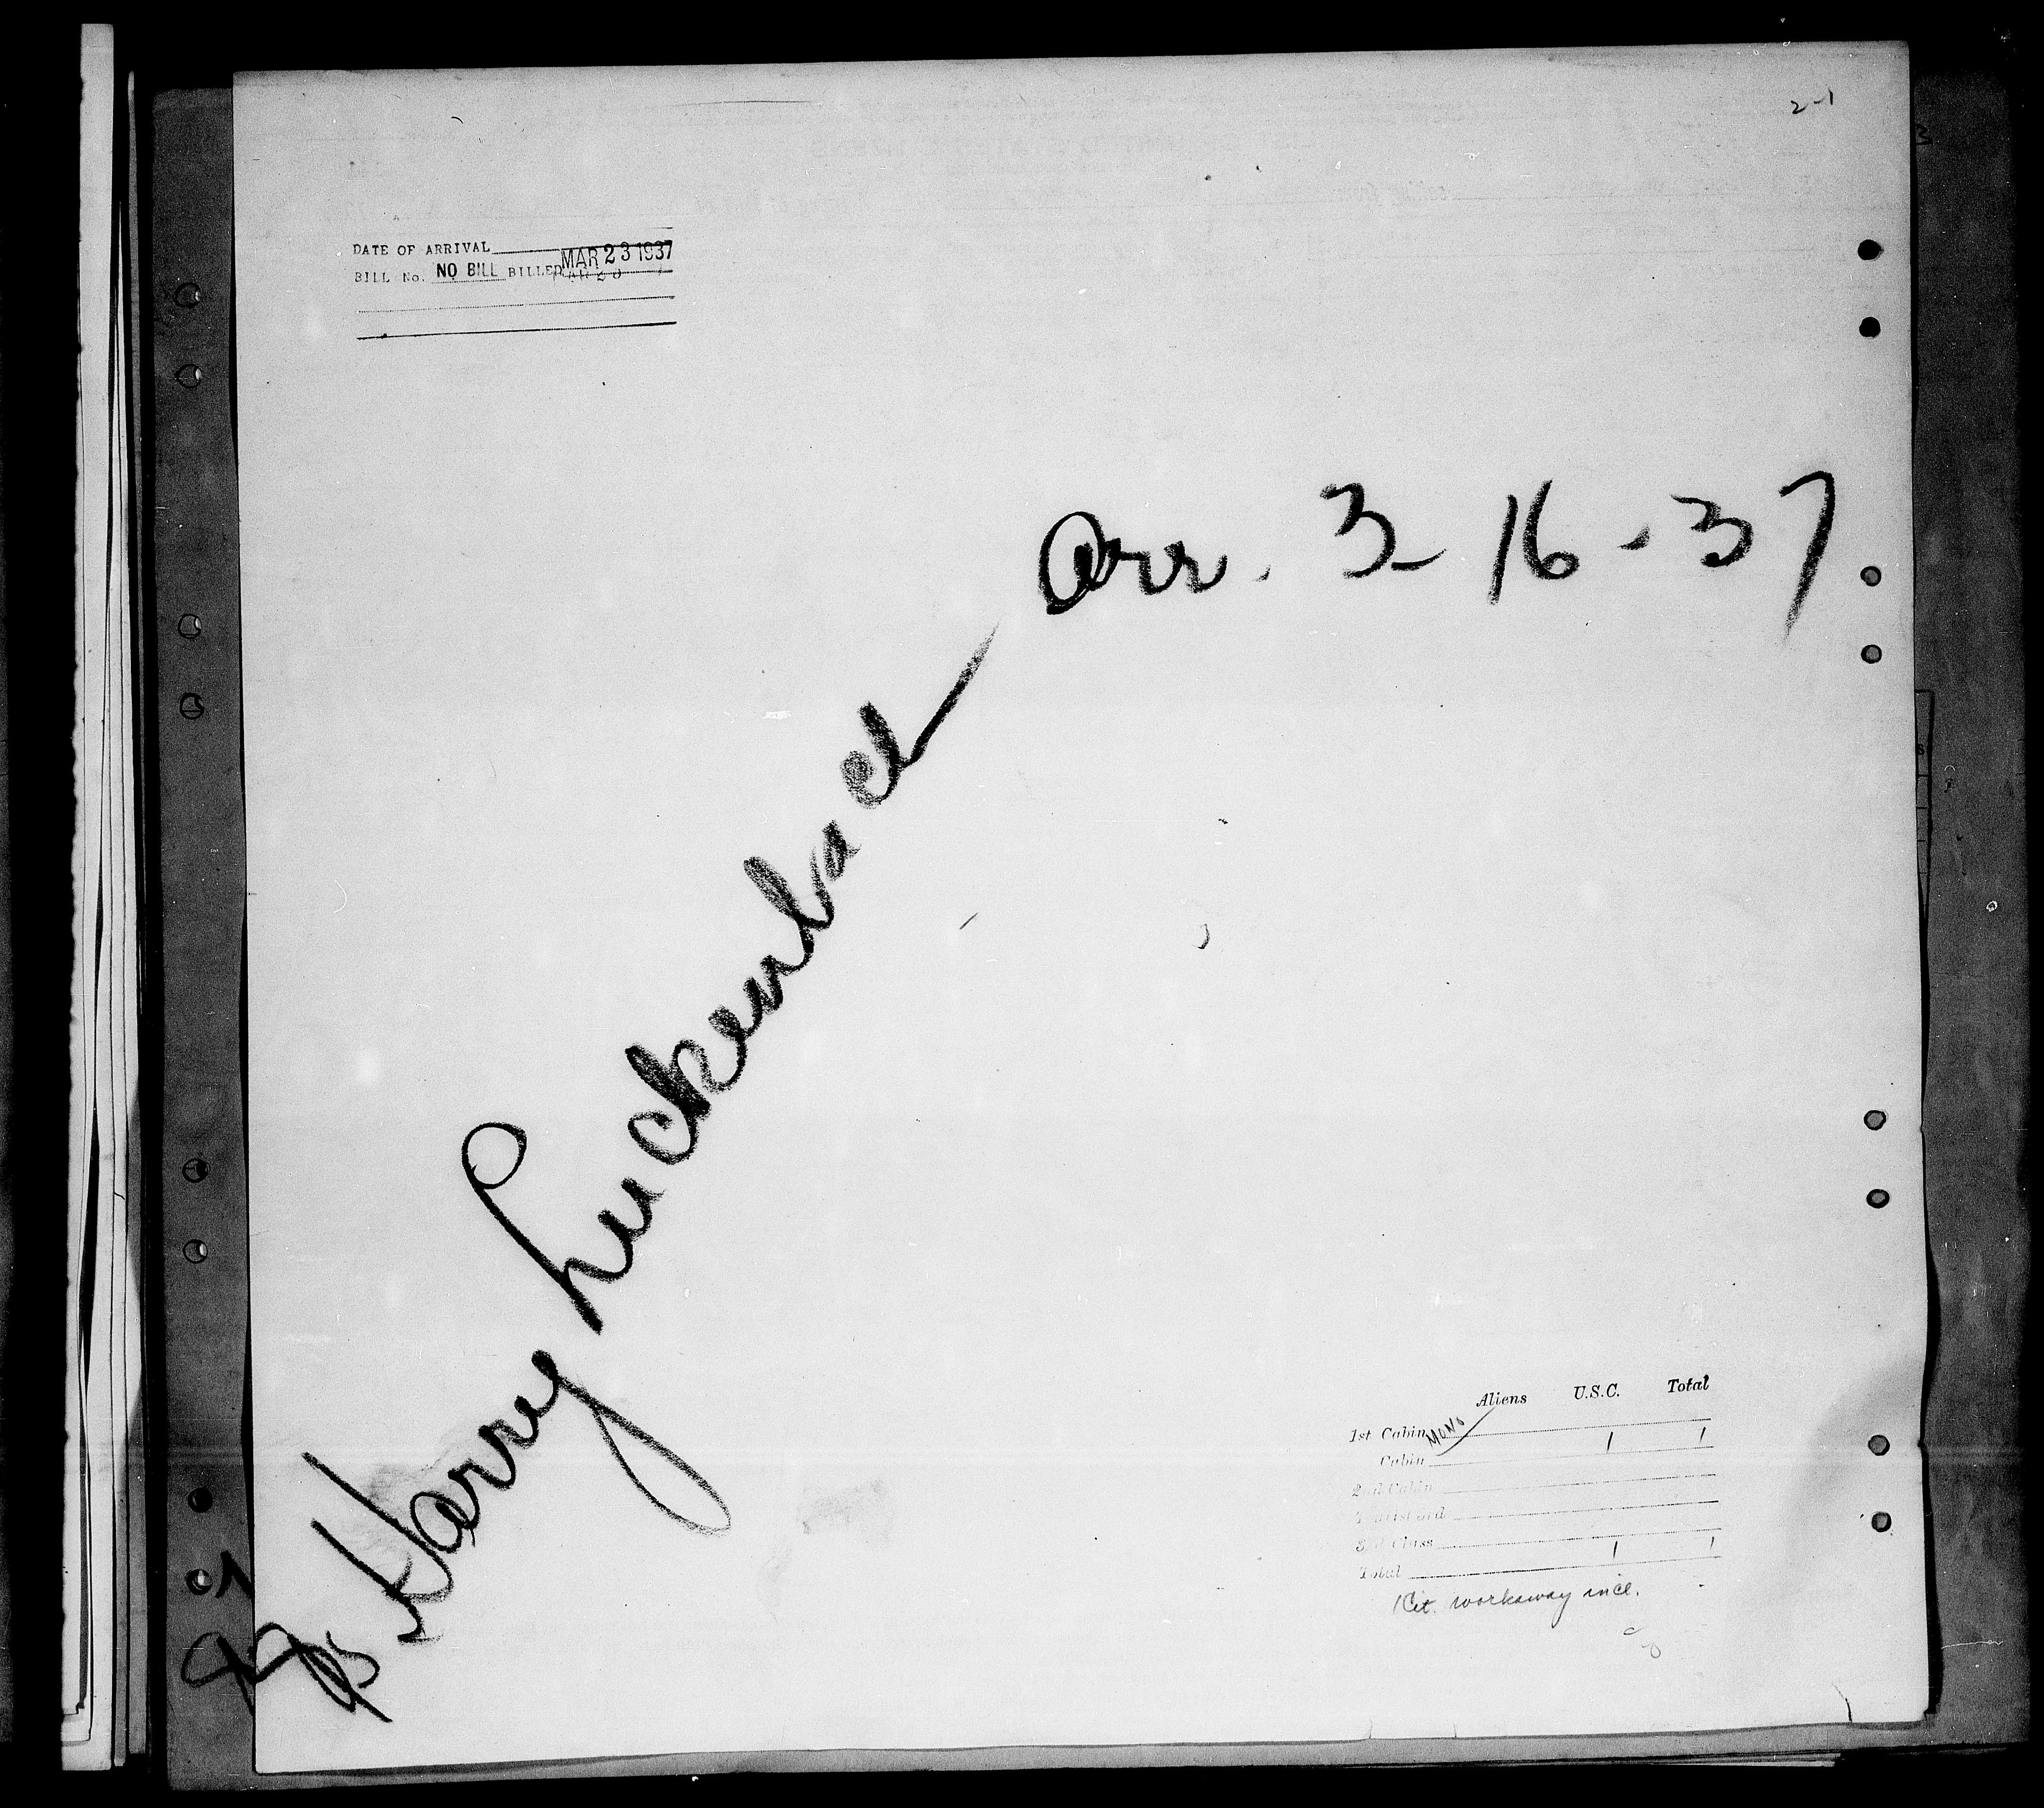 2-1
DATE OF ARRIVAL MAR 23 1937
BILL No. NO BILL BILLED
Arr. 3-16-37
SS Harry Luckenbach
Aliens U.S.C. Total
1st Cabin 1 1
Cabin
2nd Cabin
Tourist 3rd
3rd Class
Total 1 1
1 Cit. workaway incl.